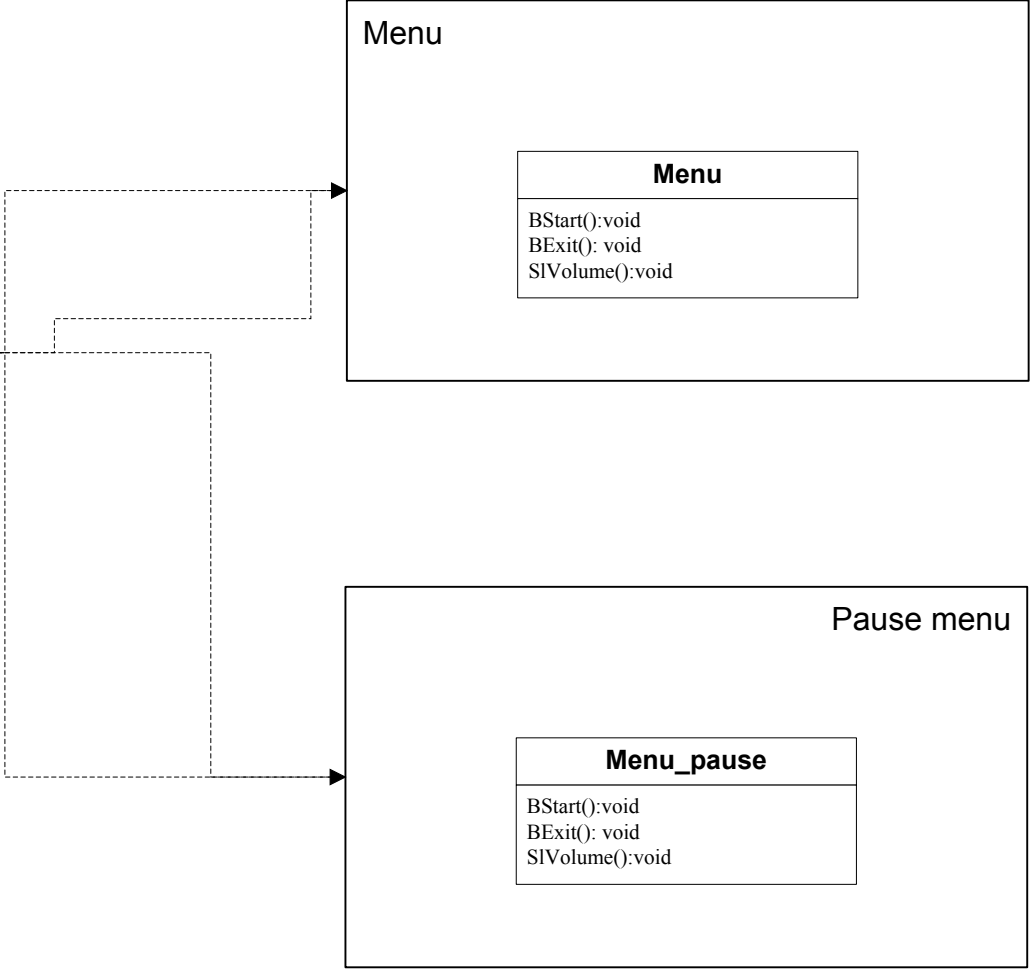 Menu
Menu
BStart():void
BExit(): void
SlVolume():void
Pause menu
Menu_pause
BStart():void
BExit(): void
SlVolume():void